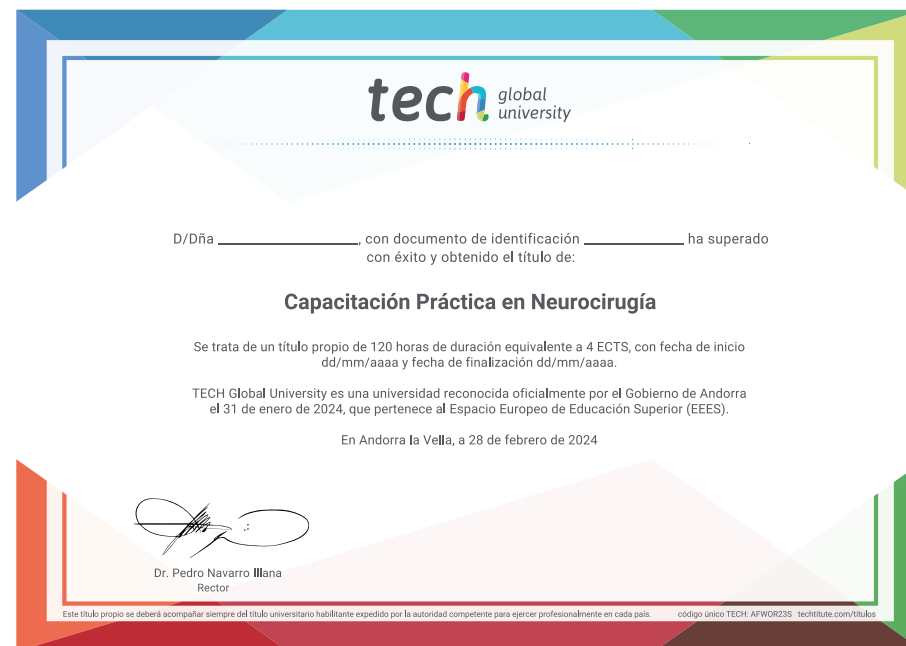 tech global university
D/Dña ____________________, con documento de identificación ______________ ha superado
con éxito y obtenido el título de:
Capacitación Práctica en Neurocirugía
Se trata de un título propio de 120 horas de duración equivalente a 4 ECTS, con fecha de inicio
dd/mm/aaaa y fecha de finalización dd/mm/aaaa.
TECH Global University es una universidad reconocida oficialmente por el Gobierno de Andorra
el 31 de enero de 2024, que pertenece al Espacio Europeo de Educación Superior (EEES).
En Andorra la Vella, a 28 de febrero de 2024
Dr. Pedro Navarro Illana
Rector
Este título propio se deberá acompañar siempre del título universitario habilitante expedido por la autoridad competente para ejercer profesionalmente en cada país. código único TECH: AFWOR23S techtitute.com/titulos